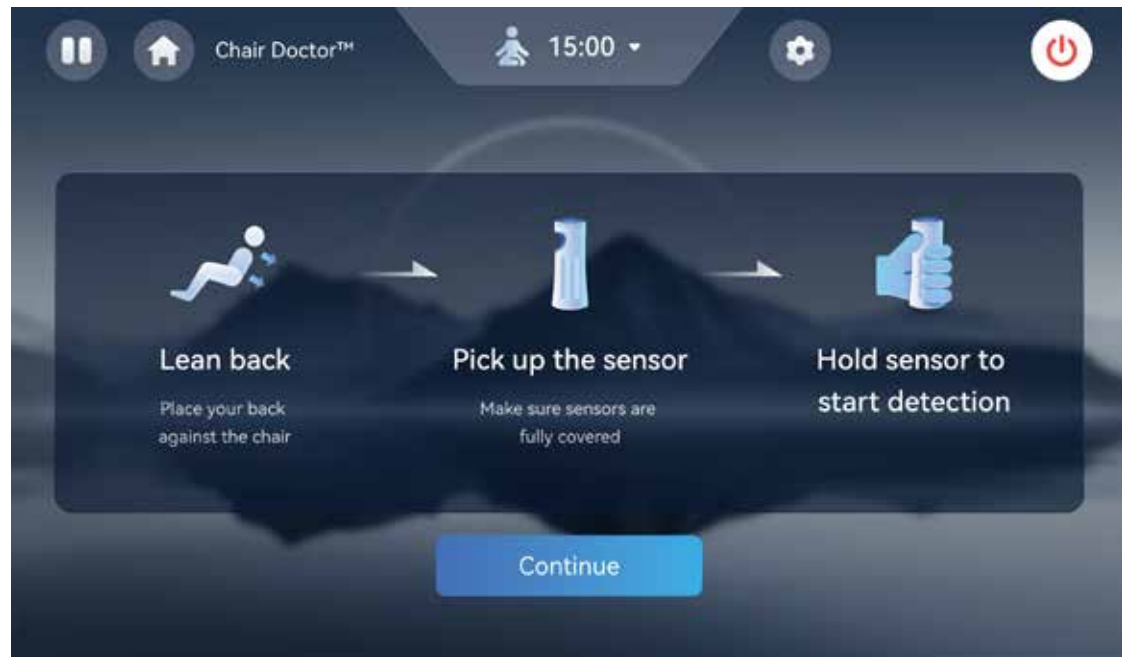 Chair Doctor™
15:00
Lean back
Place your back
against the chair
Pick up the sensor
Make sure sensors are
fully covered
Hold sensor to
start detection
Continue